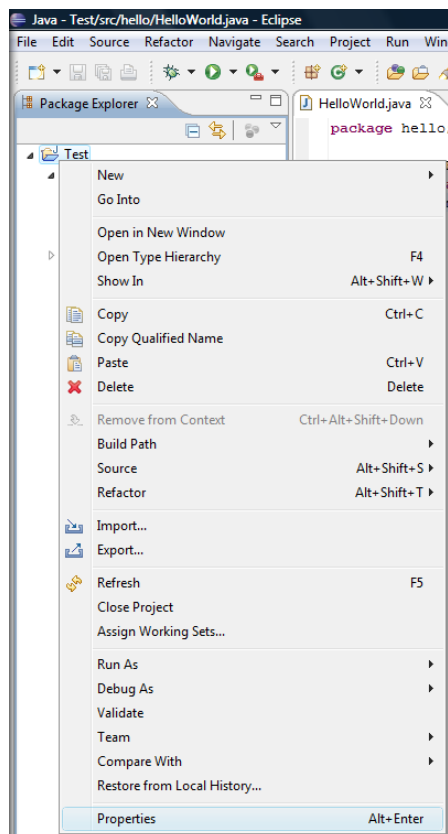 Java - Test/src/hello/HelloWorld.java - Eclipse
File Edit Source Refactor Navigate Search Project Run Win
Package Explorer
HelloWorld.java
package hello
Test
New
Go Into
Open in New Window
Open Type Hierarchy F4
Show In Alt+Shift+W
Copy Ctrl+C
Copy Qualified Name
Paste Ctrl+V
Delete Delete
Remove from Context Ctrl+Alt+Shift+Down
Build Path
Source Alt+Shift+S
Refactor Alt+Shift+T
Import...
Export...
Refresh F5
Close Project
Assign Working Sets...
Run As
Debug As
Validate
Team
Compare With
Restore from Local History...
Properties Alt+Enter